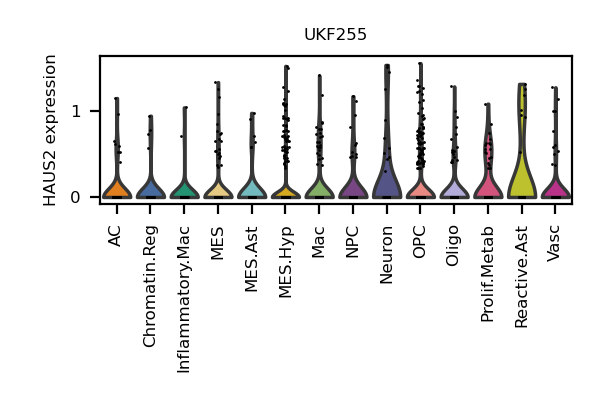 UKF255
HAUS2 expression
1
0
AC
Chromatin.Reg
Inflammatory.Mac
MES
MES.Ast
MES.Hyp
Mac
NPC
Neuron
OPC
Oligo
Prolif.Metab
Reactive.Ast
Vasc